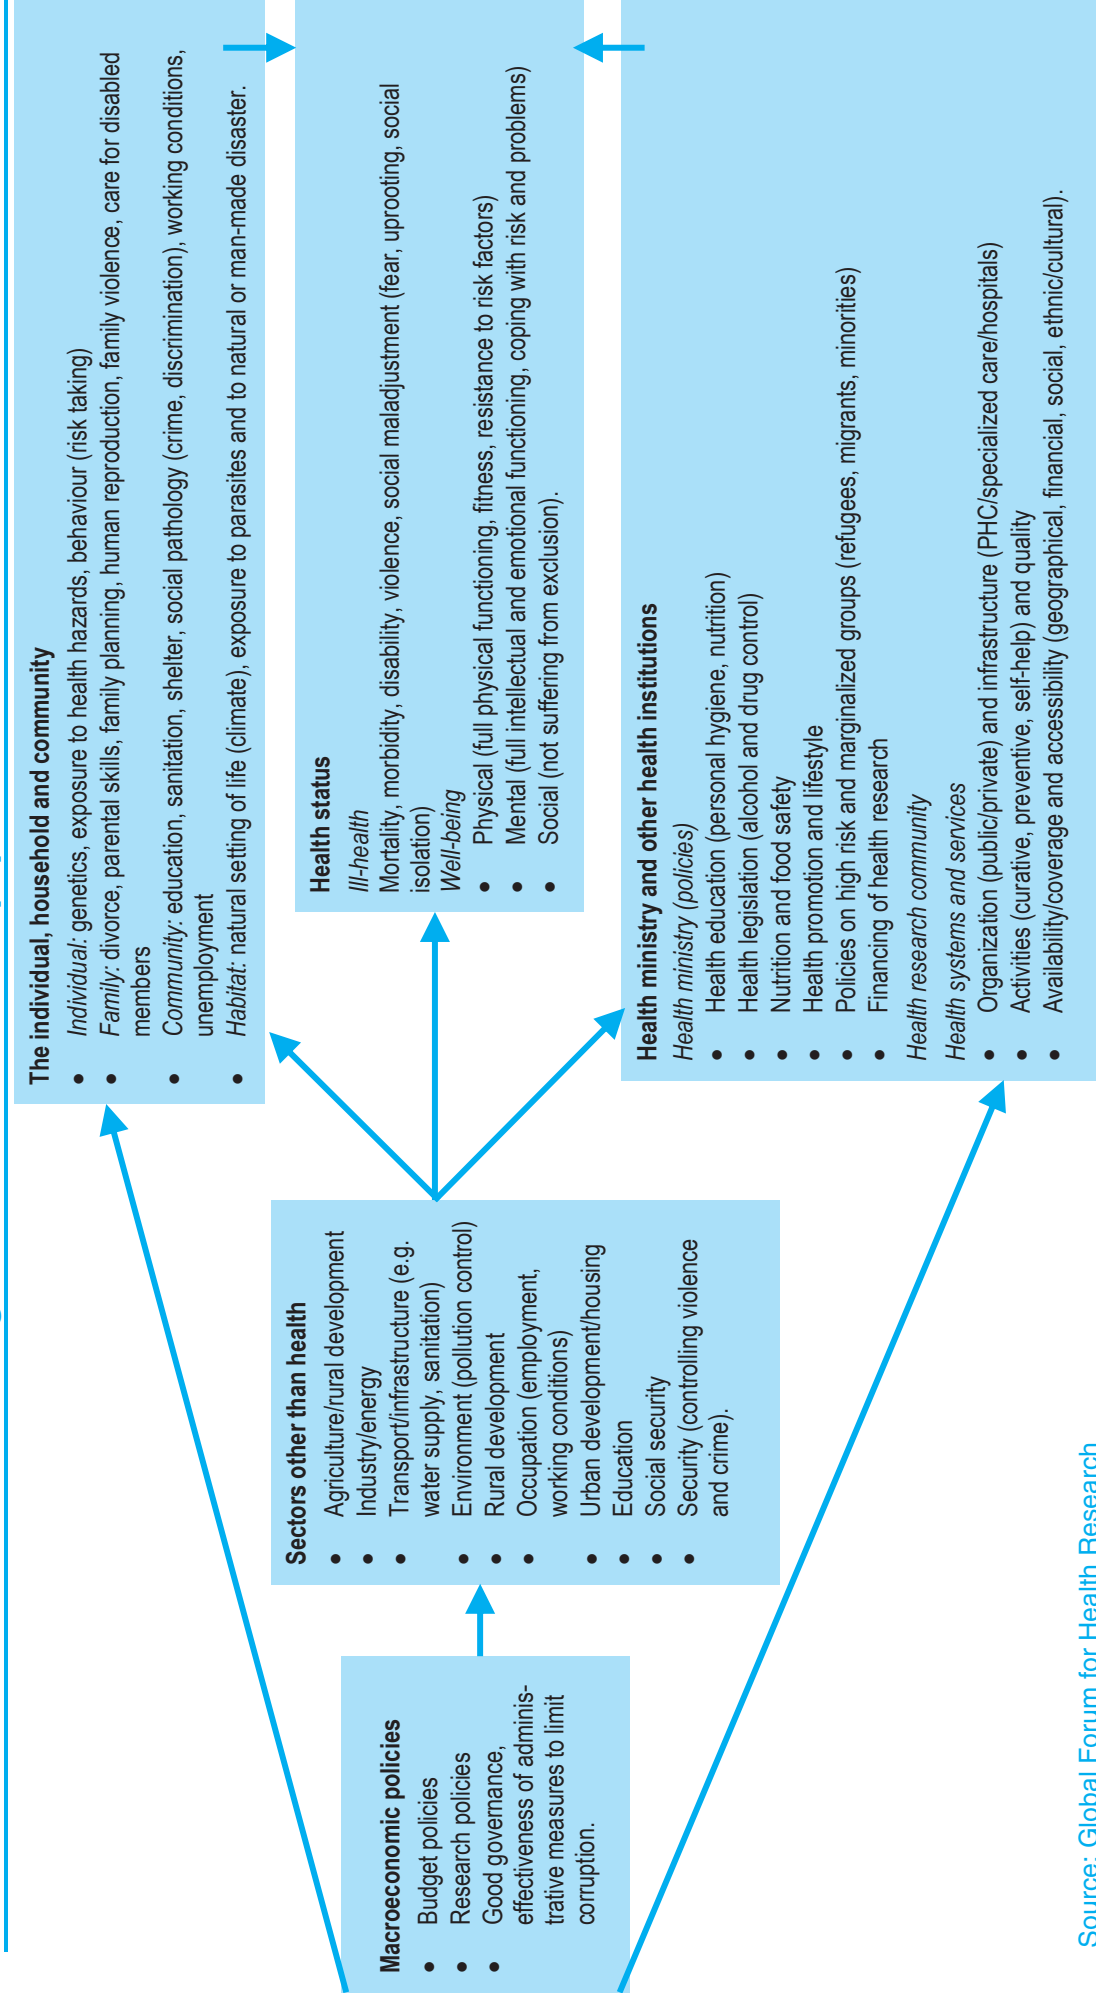 Macroeconomic policies
• Budget policies
• Research policies
• Good governance,
effectiveness of adminis-
trative measures to limit
corruption.
Sectors other than health
• Agriculture/rural development
• Industry/energy
• Transport/infrastructure (e.g.
water supply, sanitation)
• Environment (pollution control)
• Rural development
• Occupation (employment,
working conditions)
• Urban development/housing
• Education
• Social security
• Security (controlling violence
and crime).
The individual, household and community
• Individual: genetics, exposure to health hazards, behaviour (risk taking)
• Family: divorce, parental skills, family planning, human reproduction, family violence, care for disabled
members
• Community: education, sanitation, shelter, social pathology (crime, discrimination), working conditions,
unemployment
• Habitat: natural setting of life (climate), exposure to parasites and to natural or man-made disaster.
Health status
Ill-health
Mortality, morbidity, disability, violence, social maladjustment (fear, uprooting, social
isolation)
Well-being
• Physical (full physical functioning, fitness, resistance to risk factors)
• Mental (full intellectual and emotional functioning, coping with risk and problems)
• Social (not suffering from exclusion).
Health ministry and other health institutions
Health ministry (policies)
• Health education (personal hygiene, nutrition)
• Health legislation (alcohol and drug control)
• Nutrition and food safety
• Health promotion and lifestyle
• Policies on high risk and marginalized groups (refugees, migrants, minorities)
• Financing of health research
Health research community
Health systems and services
• Organization (public/private) and infrastructure (PHC/specialized care/hospitals)
• Activities (curative, preventive, self-help) and quality
• Availability/coverage and accessibility (geographical, financial, social, ethnic/cultural).
Source: Global Forum for Health Research